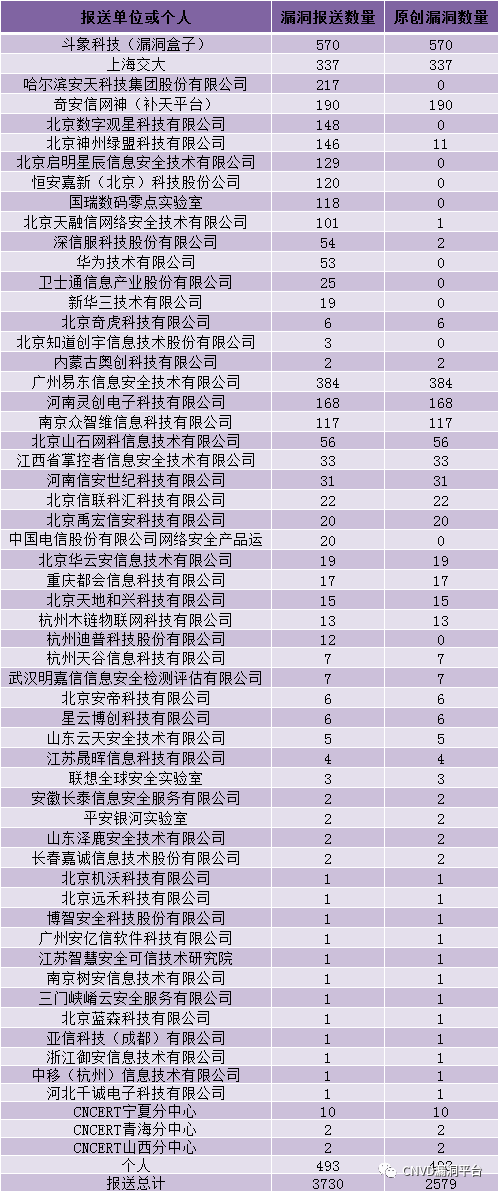 报送单位或个人 漏洞报送数量 原创漏洞数量
斗象科技（漏洞盒子） 570 570
上海交大 337 337
哈尔滨安天科技集团股份有限公司 217 0
奇安信网神（补天平台） 190 190
北京数字观星科技有限公司 148 0
北京神州绿盟科技有限公司 146 11
北京启明星辰信息安全技术有限公司 129 0
恒安嘉新（北京）科技股份公司 120 0
国瑞数码零点实验室 118 0
北京天融信网络安全技术有限公司 101 1
深信服科技股份有限公司 54 2
华为技术有限公司 53 0
卫士通信息产业股份有限公司 25 0
新华三技术有限公司 19 0
北京奇虎科技有限公司 6 6
北京知道创宇信息技术股份有限公司 3 0
内蒙古奥创科技有限公司 2 2
广州易东信息安全技术有限公司 384 384
河南灵创电子科技有限公司 168 168
南京众智维信息科技有限公司 117 117
北京山石网科信息技术有限公司 56 56
江西省掌控者信息安全技术有限公司 33 33
河南信安世纪科技有限公司 31 31
北京信联科汇科技有限公司 22 22
北京禹宏信安科技有限公司 20 20
中国电信股份有限公司网络安全产品运 20 0
北京华云安信息技术有限公司 19 19
重庆都会信息科技有限公司 17 17
北京天地和兴科技有限公司 15 15
杭州木链物联网科技有限公司 13 13
杭州迪普科技股份有限公司 12 0
杭州天谷信息科技有限公司 7 7
武汉明嘉信信息安全检测评估有限公司 7 7
北京安帝科技有限公司 6 6
星云博创科技有限公司 6 6
山东云天安全技术有限公司 5 5
江苏晟晖信息科技有限公司 4 4
联想全球安全实验室 3 3
安徽长泰信息安全服务有限公司 2 2
平安银河实验室 2 2
山东泽鹿安全技术有限公司 2 2
长春嘉诚信息技术股份有限公司 2 2
北京机沃科技有限公司 1 1
北京远禾科技有限公司 1 1
博智安全科技股份有限公司 1 1
广州安亿信软件科技有限公司 1 1
江苏智慧安全可信技术研究院 1 1
南京树安信息技术有限公司 1 1
三门峡崤云安全服务有限公司 1 1
北京蓝森科技有限公司 1 1
亚信科技（成都）有限公司 1 1
浙江御安信息技术有限公司 1 1
中移（杭州）信息技术有限公司 1 1
河北千诚电子科技有限公司 1 1
CNCERT宁夏分中心 10 10
CNCERT青海分中心 2 2
CNCERT山西分中心 2 2
个人 493
报送总计 3730 2579
CNVD漏洞平台